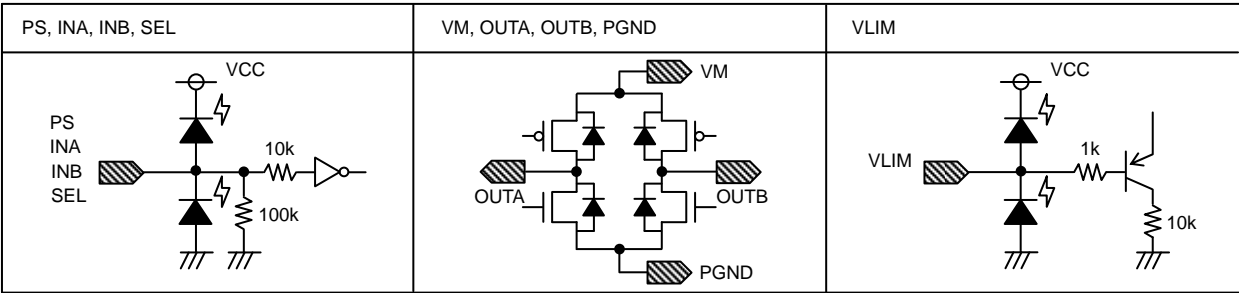 PS, INA, INB, SEL
VM, OUTA, OUTB, PGND
VLIM
VCC
PS
INA
INB
SEL
10k
100k
VM
OUTA
OUTB
PGND
VCC
VLIM
1k
10k